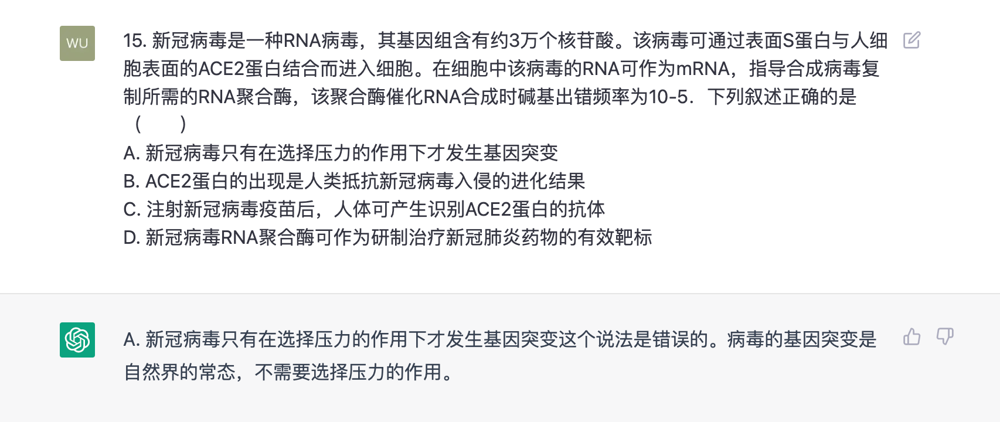 WU
15. 新冠病毒是一种RNA病毒，其基因组含有约3万个核苷酸。该病毒可通过表面S蛋白与人细
胞表面的ACE2蛋白结合而进入细胞。在细胞中该病毒的RNA可作为mRNA，指导合成病毒复
制所需的RNA聚合酶，该聚合酶催化RNA合成时碱基出错频率为10-5．下列叙述正确的是
（　　）
A. 新冠病毒只有在选择压力的作用下才发生基因突变
B. ACE2蛋白的出现是人类抵抗新冠病毒入侵的进化结果
C. 注射新冠病毒疫苗后，人体可产生识别ACE2蛋白的抗体
D. 新冠病毒RNA聚合酶可作为研制治疗新冠肺炎药物的有效靶标
A. 新冠病毒只有在选择压力的作用下才发生基因突变这个说法是错误的。病毒的基因突变是
自然界的常态，不需要选择压力的作用。